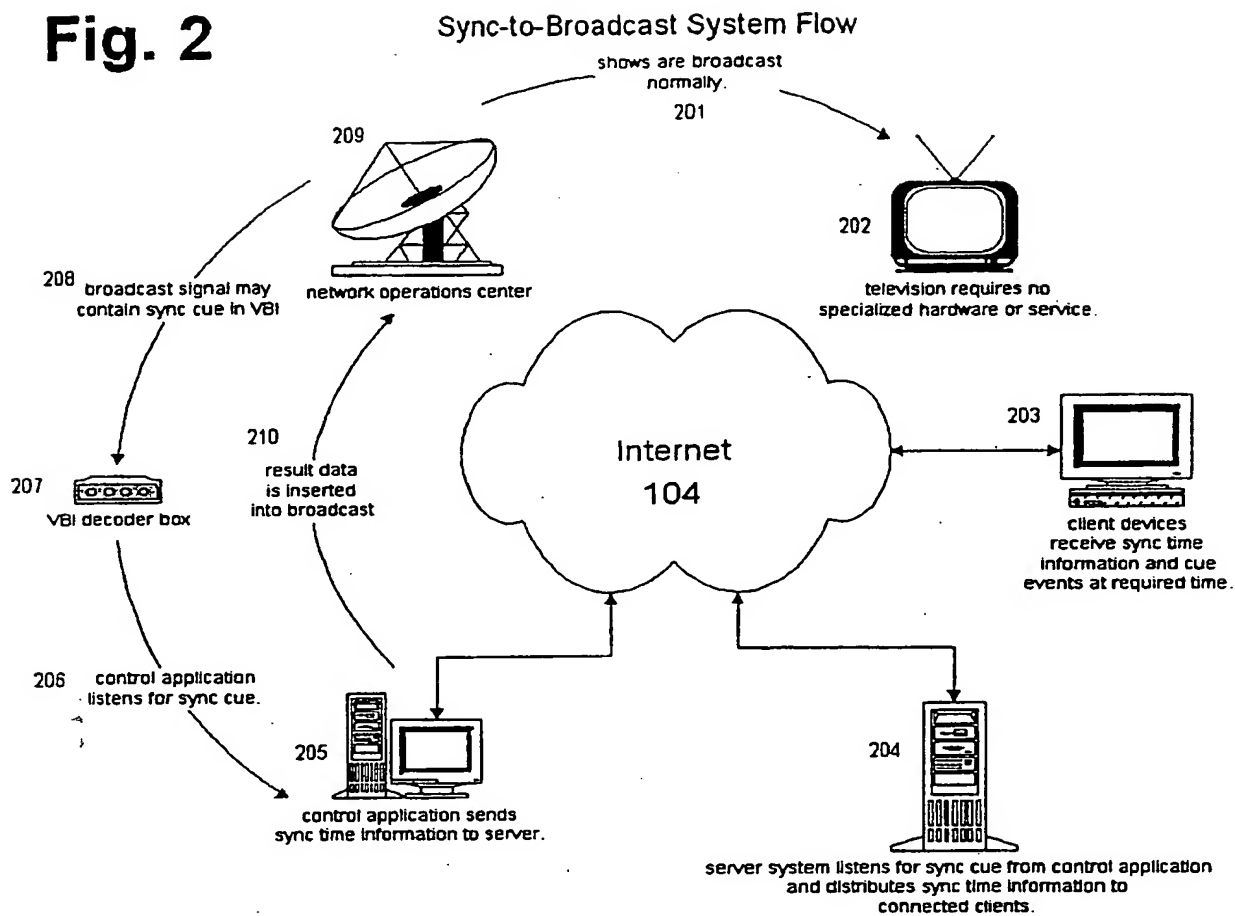 Fig. 2
Sync-to-Broadcast System Flow
shows are broadcast
normally.
201
209
network operations center
202
television requires no
specialized hardware or service.
208
broadcast signal may
contain sync cue in VBI
Internet
104
203
client devices
receive sync time
information and cue
events at required time.
210
result data
is inserted
into broadcast
207
VBI decoder box
206
control application
listens for sync cue.
205
control application sends
sync time information to server.
204
server system listens for sync cue from control application
and distributes sync time information to
connected clients.